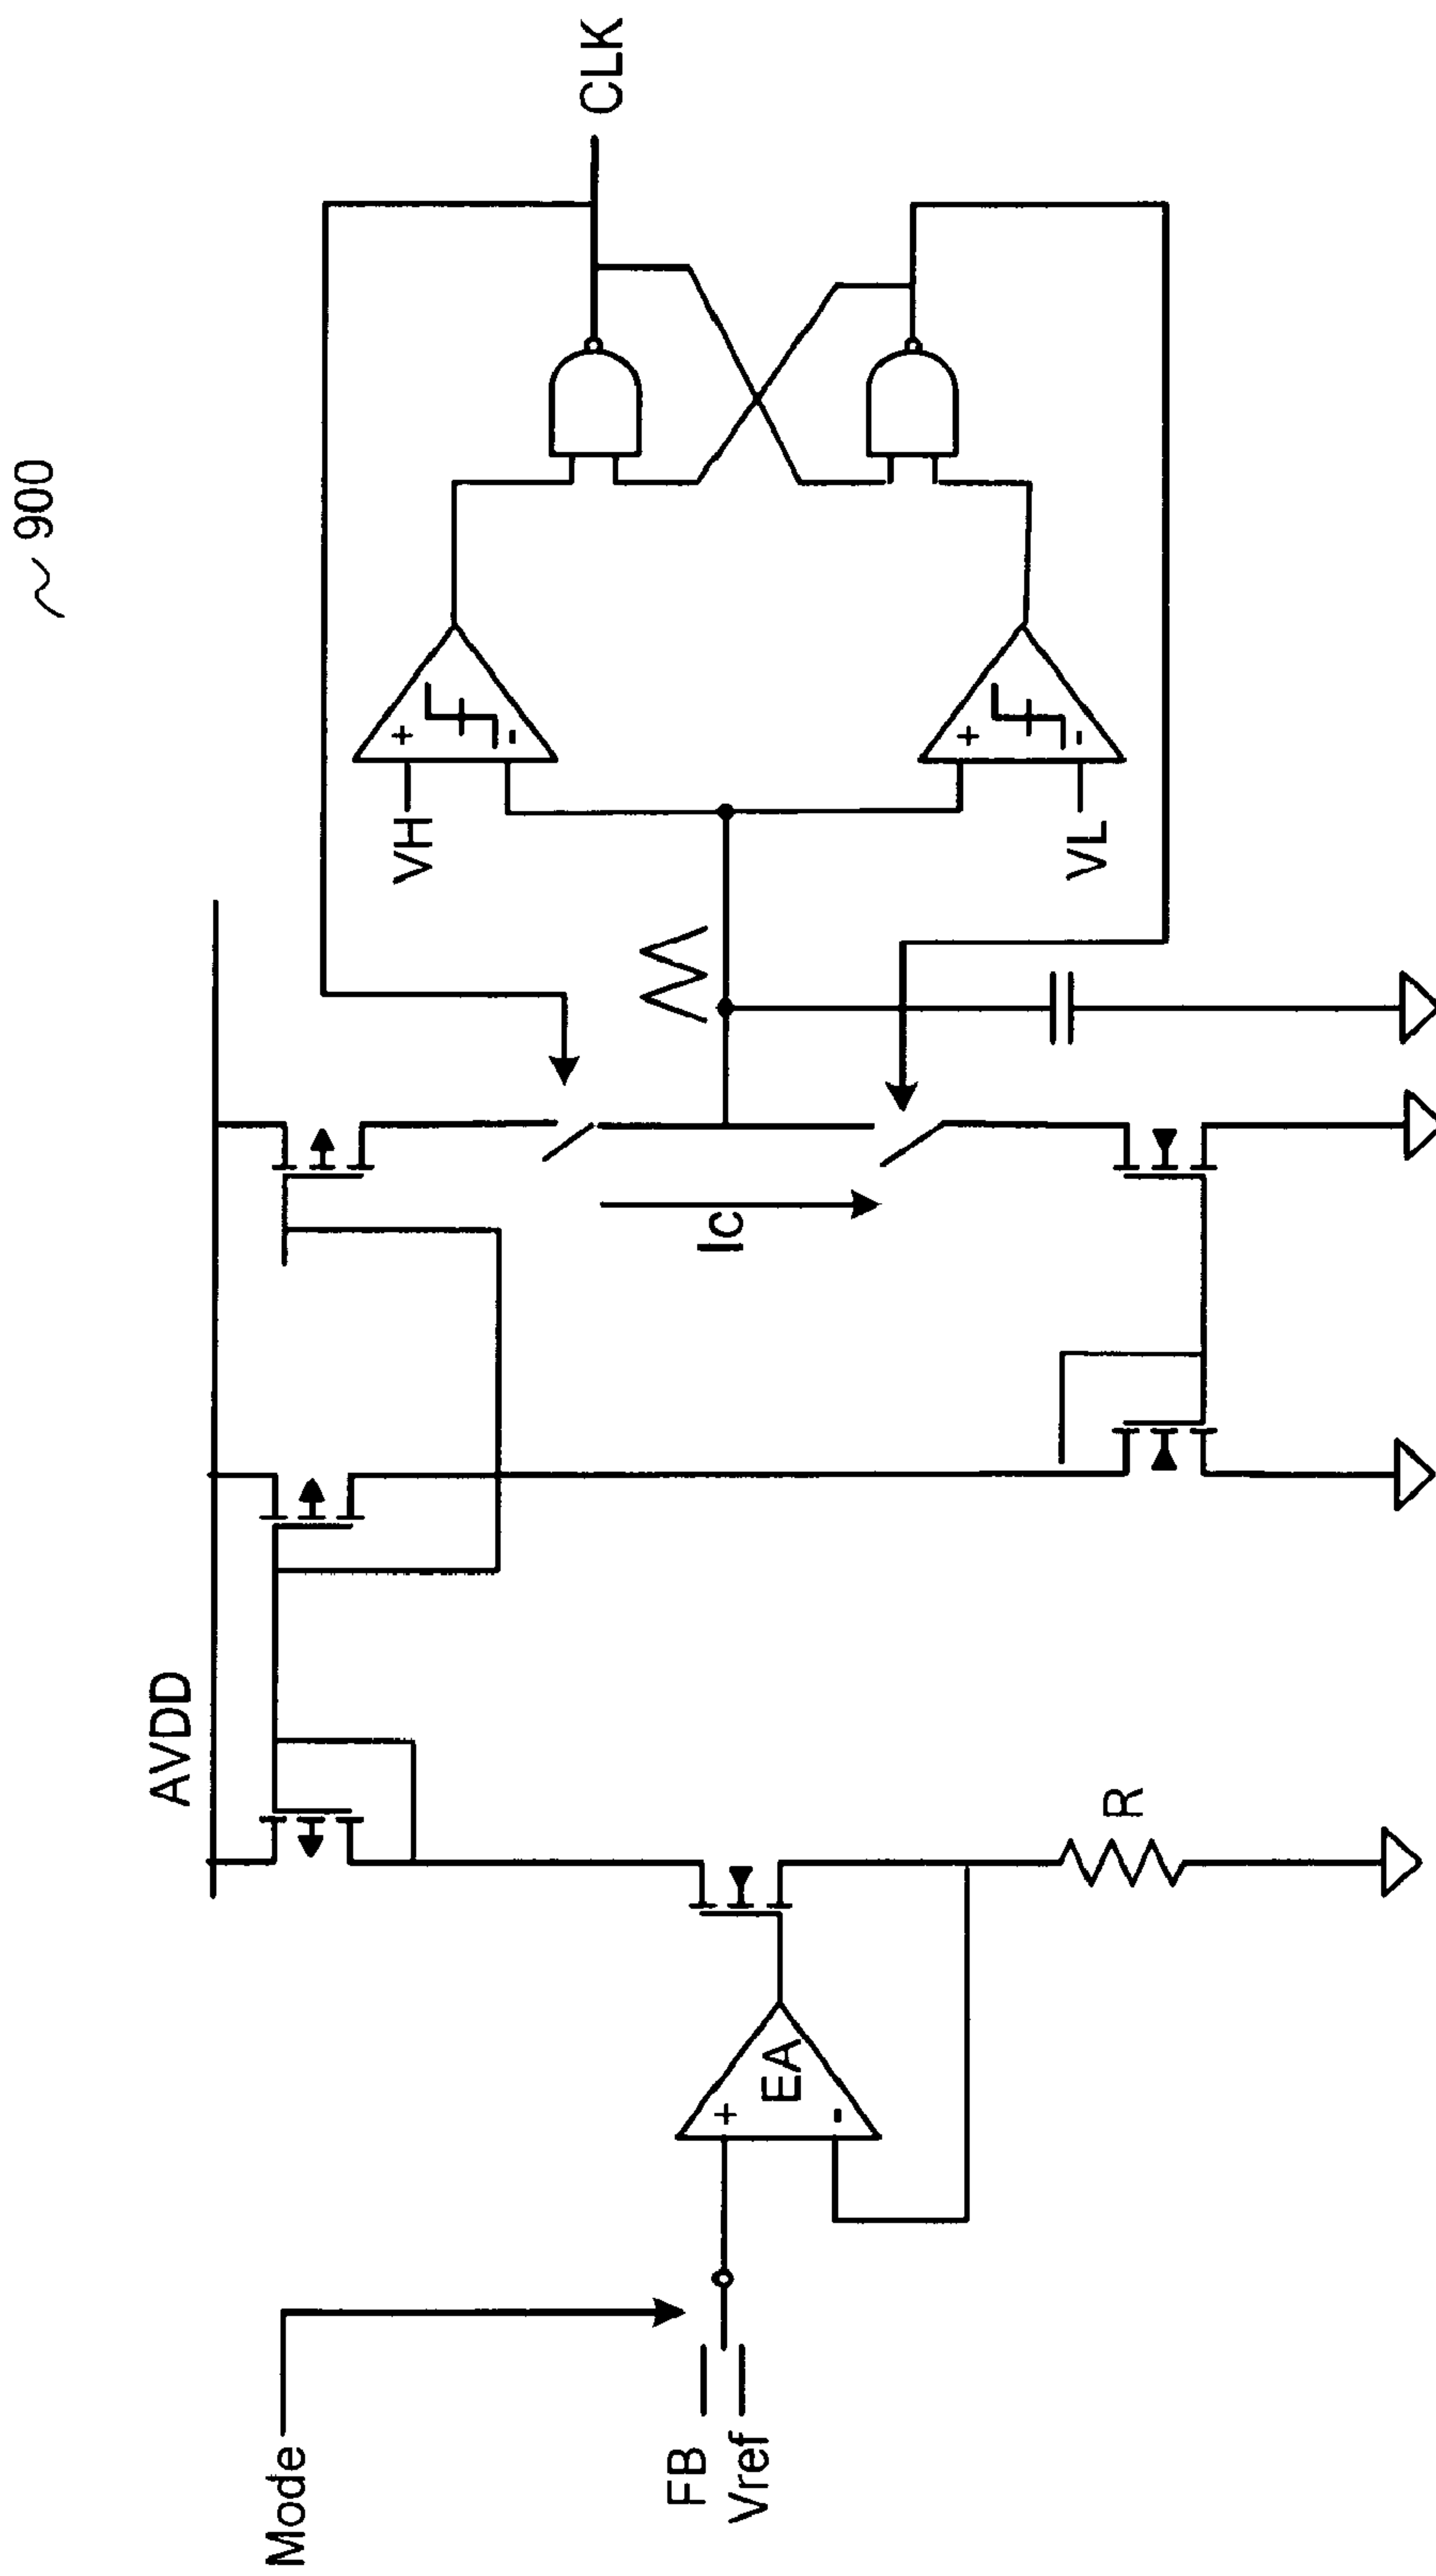 ~ 900
AVDD
Mode
FB
Vref
+
EA
-
R
Ic
VH
+
-
+
-
VL
CLK